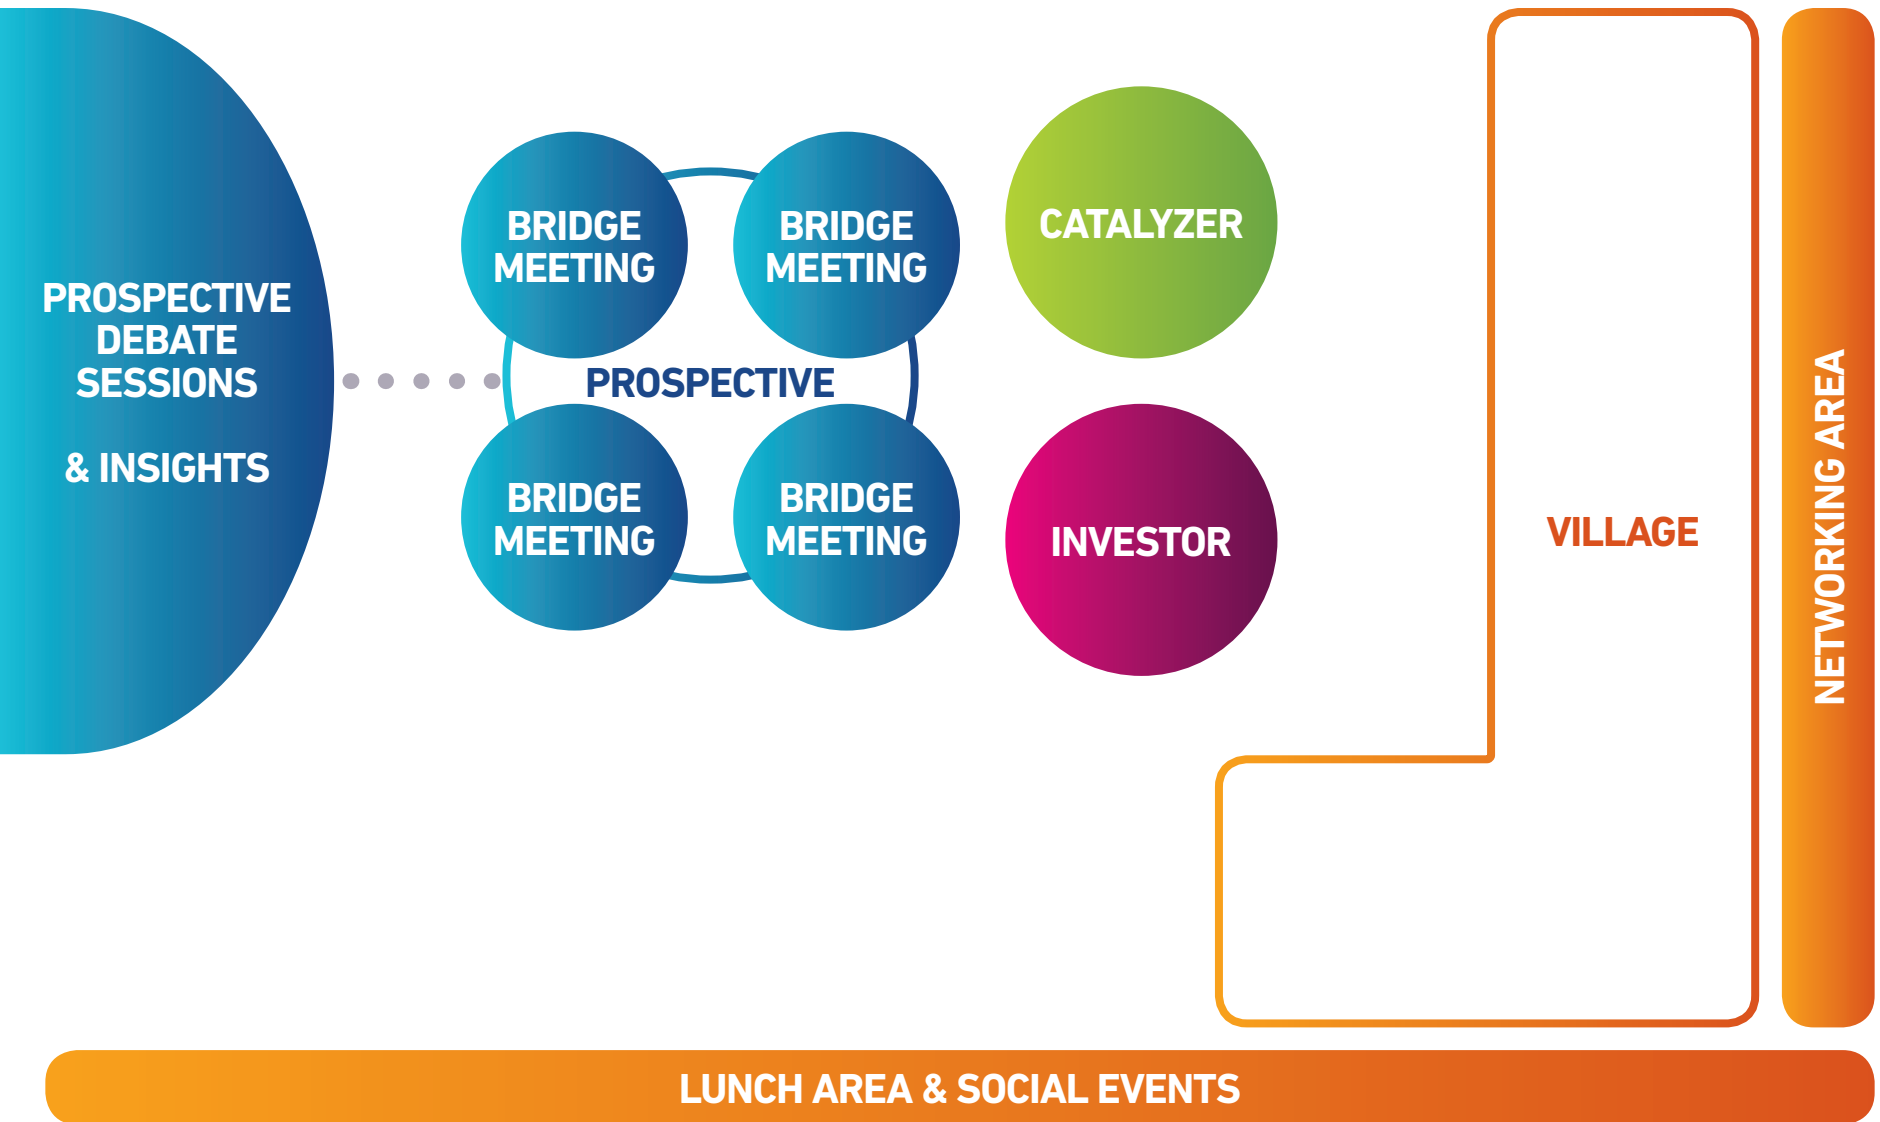 PROSPECTIVE
DEBATE
SESSIONS
& INSIGHTS
BRIDGE
MEETING
BRIDGE
MEETING
PROSPECTIVE
BRIDGE
MEETING
BRIDGE
MEETING
CATALYZER
INVESTOR
VILLAGE
NETWORKING AREA
LUNCH AREA & SOCIAL EVENTS